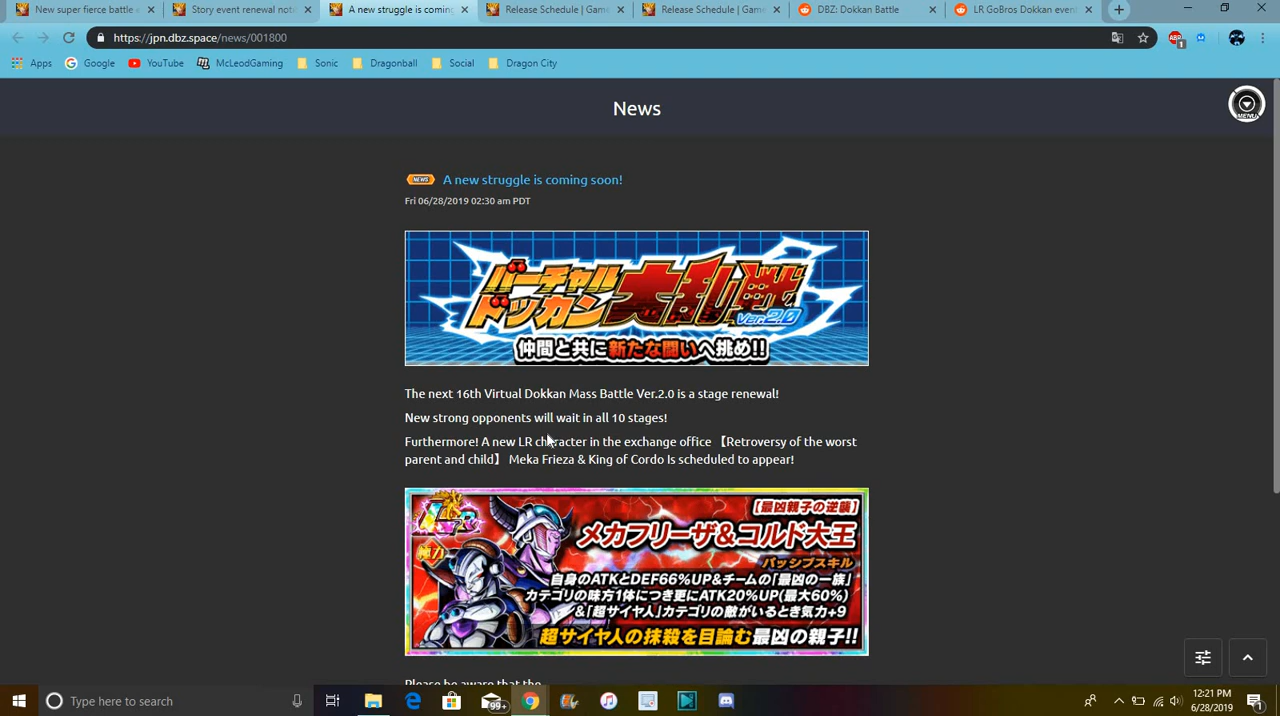 New super fierce battle e
Story event renewal noti
A new struggle is coming
Release Schedule | Game
Release Schedule | Game
DBZ: Dokkan Battle
LR GoBros Dokkan event
https://jpn.dbz.space/news/001800
ABP
1
Apps
Google
YouTube
McLeodGaming
Sonic
Dragonball
Social
Dragon City
News
MENU
NEWS A new struggle is coming soon!
Fri 06/28/2019 02:30 am PDT
バーチャル
ドッカン大乱戦
Ver.2.0
仲間と共に新たな闘いへ挑め!!
The next 16th Virtual Dokkan Mass Battle Ver.2.0 is a stage renewal!
New strong opponents will wait in all 10 stages!
Furthermore! A new LR character in the exchange office 【Retroversy of the worst
parent and child】 Meka Frieza & King of Cordo Is scheduled to appear!
LR
極力
[最凶親子の逆襲]
メカフリーザ&コルド大王
パッシブスキル
自身のATKとDEF66%UP&チームの「最凶の一族」
カテゴリの味方1体につき更にATK20%UP(最大60%)
&「超サイヤ人」カテゴリの敵がいるとき気力+9
超サイヤ人の抹殺を目論む最凶の親子!!
Please be aware that the
Type here to search
99+
12:21 PM
6/28/2019
1